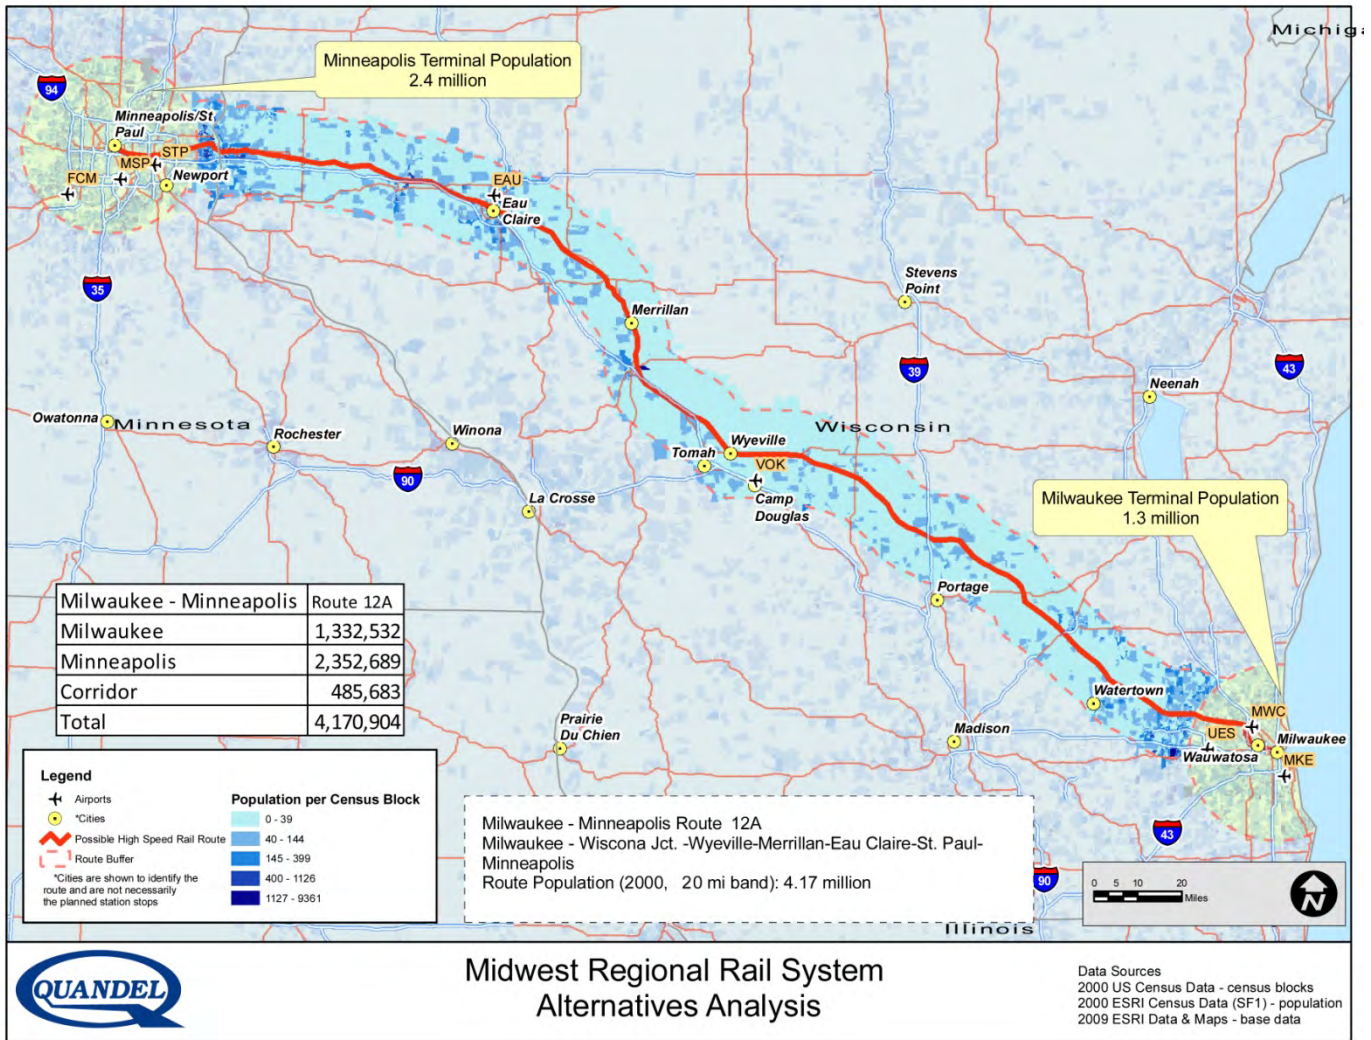 Michiga
Minneapolis Terminal Population
2.4 million
94
Minneapolis/St
Paul
STP
MSP
FCM
Newport
EAU
Eau
Claire
35
Stevens
Point
Merrillan
39
43
Neenah
Owatonna
Minnesota
Rochester
Winona
Wisconsin
Wyeville
Tomah
VOK
90
Camp
Douglas
La Crosse
Milwaukee Terminal Population
1.3 million
Portage
Milwaukee - Minneapolis Route 12A
Milwaukee 1,332,532
Minneapolis 2,352,689
Corridor 485,683
Total 4,170,904
Watertown
Prairie
Du Chien
Madison
MWC
UES
Milwaukee
Wauwatosa
MKE
43
90
Legend
Airports
*Cities
Possible High Speed Rail Route
Route Buffer
*Cities are shown to identify the
route and are not necessarily
the planned station stops
Population per Census Block
0 - 39
40 - 144
145 - 399
400 - 1126
1127 - 9361
Milwaukee - Minneapolis Route 12A
Milwaukee - Wiscona Jct. -Wyeville-Merrillan-Eau Claire-St. Paul-
Minneapolis
Route Population (2000, 20 mi band): 4.17 million
0 5 10 20
Miles
N
Illinois
QUANDEL
Midwest Regional Rail System
Alternatives Analysis
Data Sources
2000 US Census Data - census blocks
2000 ESRI Census Data (SF1) - population
2009 ESRI Data & Maps - base data